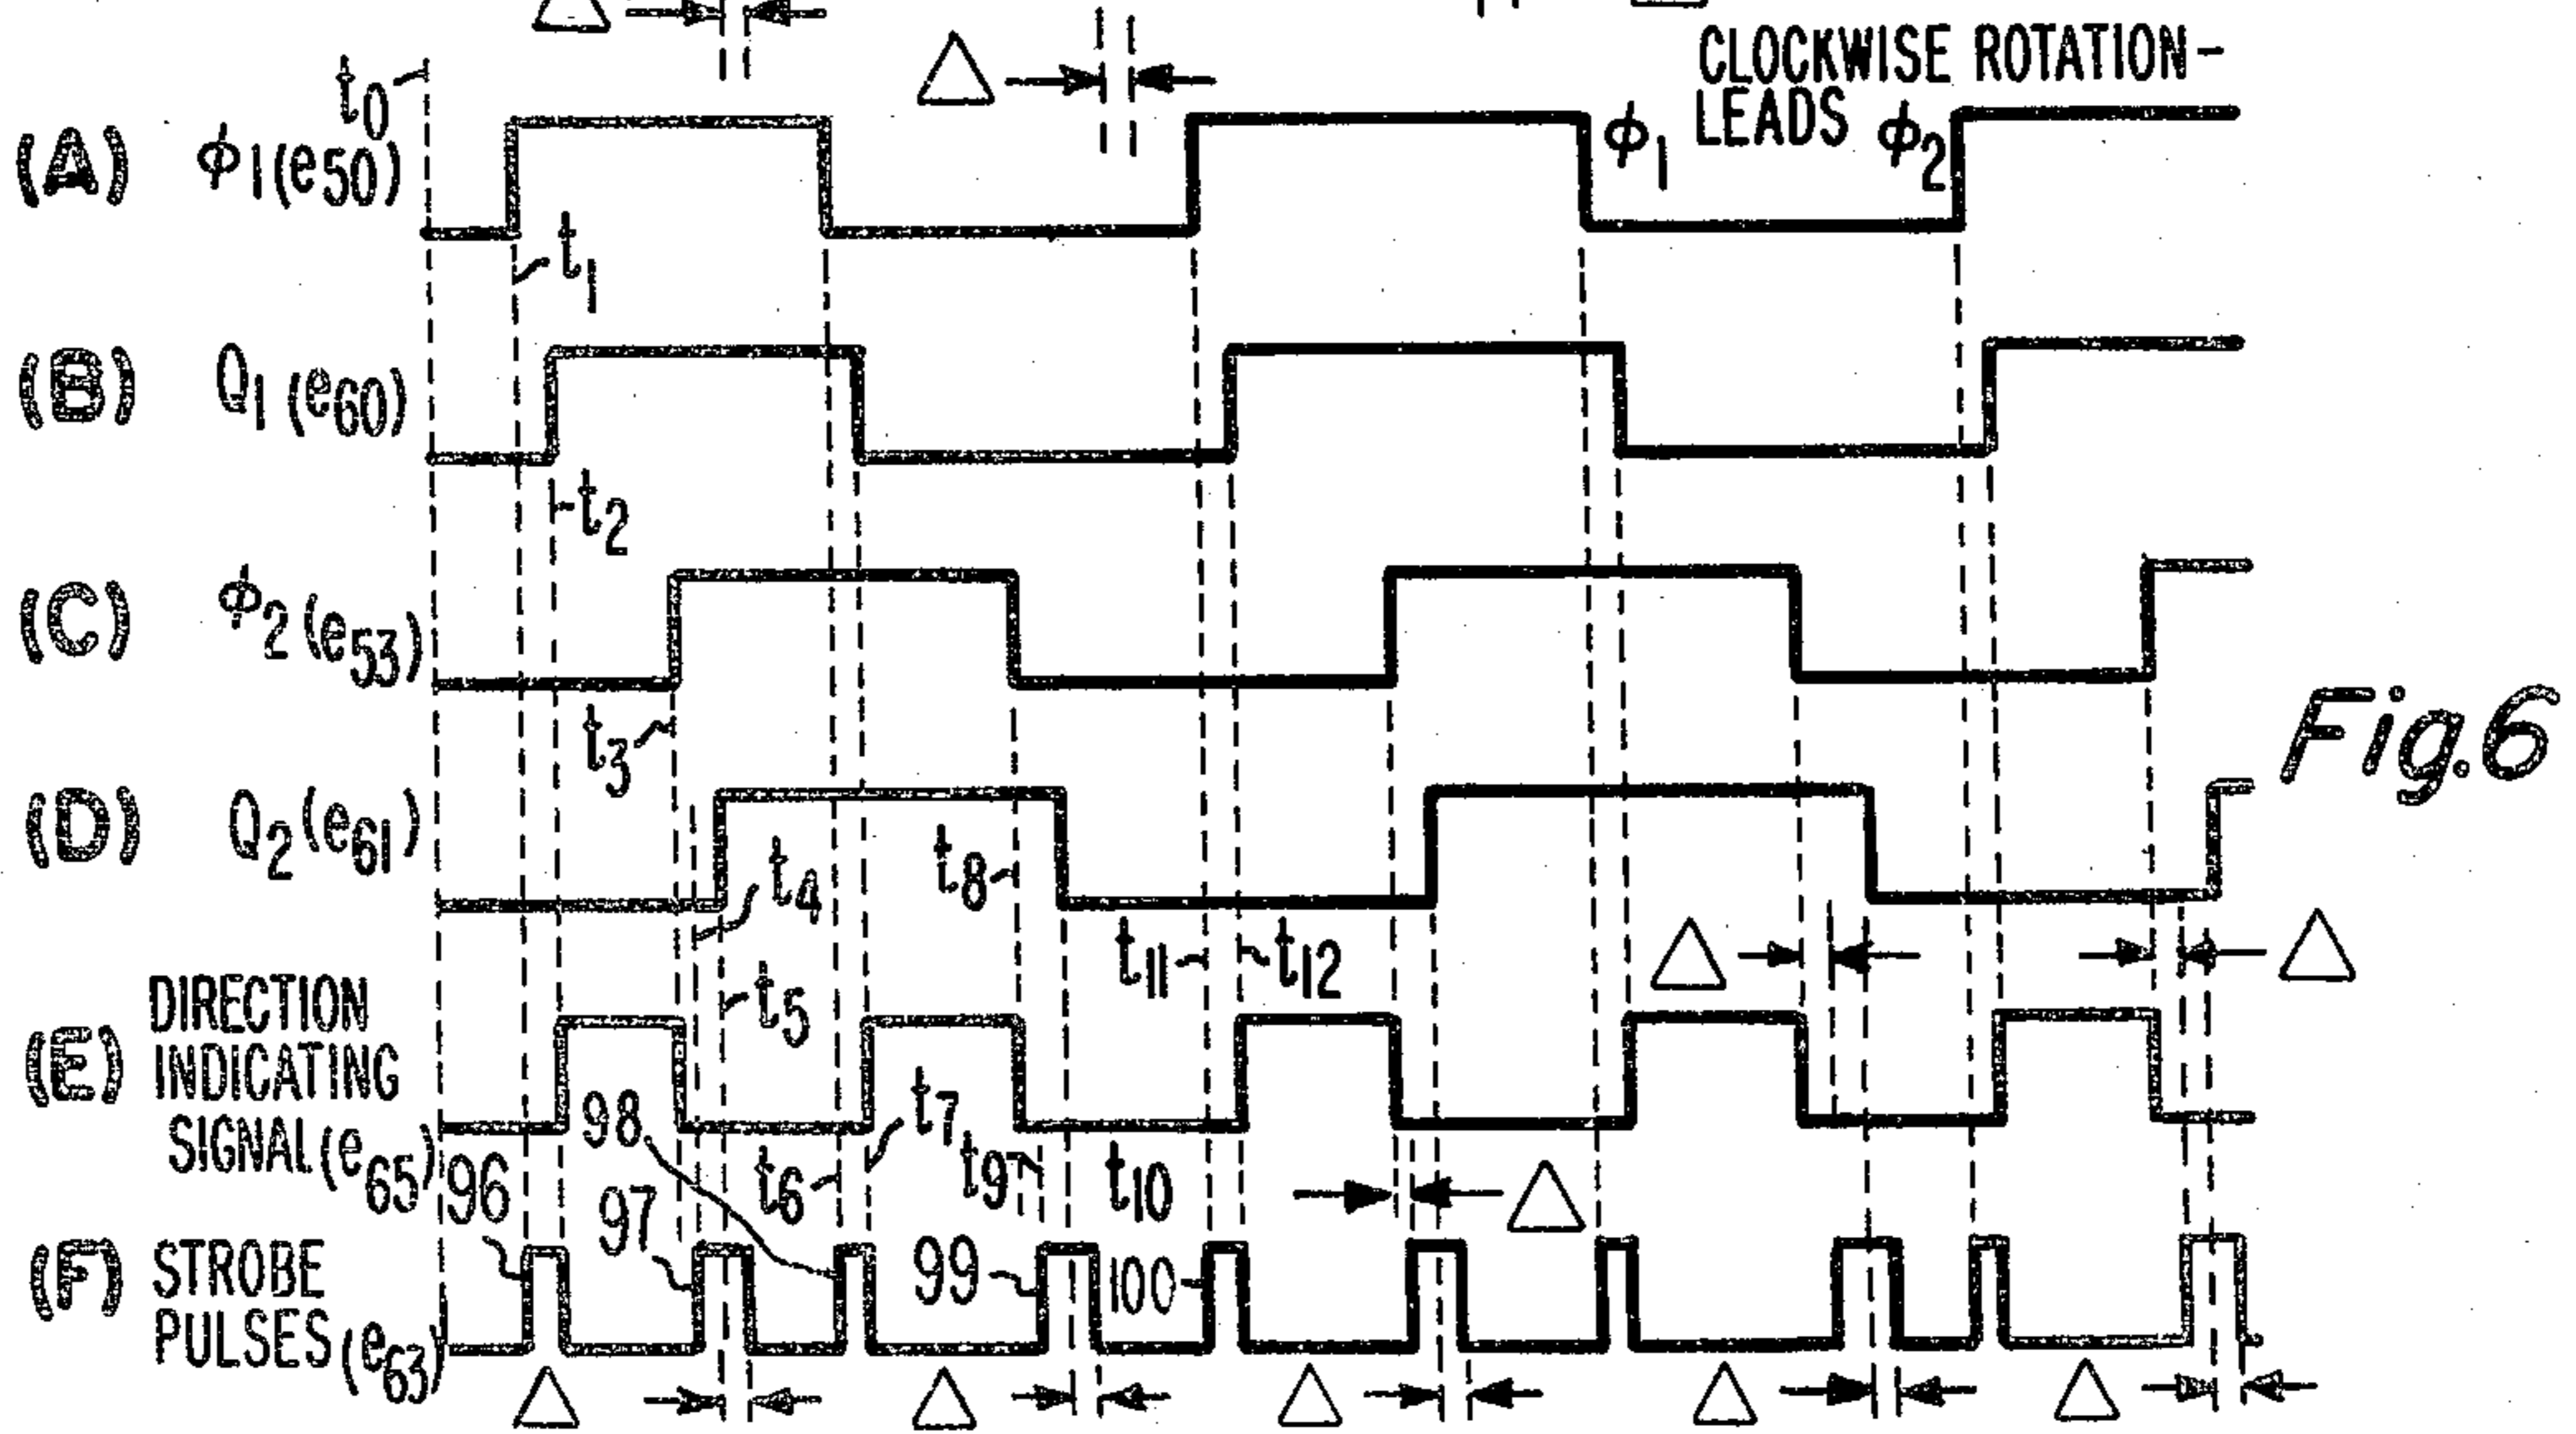 CLOCKWISE ROTATION-
ϕ1 LEADS ϕ2
t0
(A) ϕ1(e50)
t1
(B) Q1(e60)
t2
(C) ϕ2(e53)
t3
Fig.6
(D) Q2(e61)
t4
t8
t5
t11
t12
(E) DIRECTION
INDICATING
SIGNAL(e65)
98
t7
96
97
t6
t9
t10
(F) STROBE
PULSES(e63)
99
100